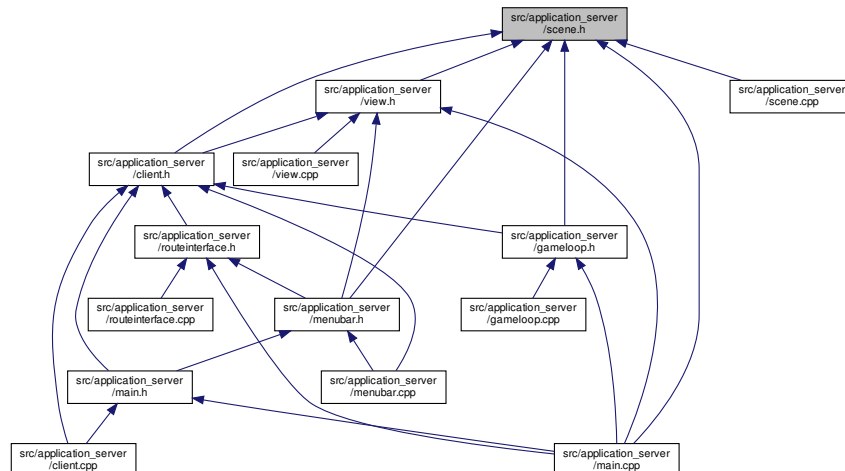 src/application_server
/scene.h
src/application_server
/view.h
src/application_server
/scene.cpp
src/application_server
/client.h
src/application_server
/view.cpp
src/application_server
/routeinterface.h
src/application_server
/gameloop.h
src/application_server
/routeinterface.cpp
src/application_server
/menubar.h
src/application_server
/gameloop.cpp
src/application_server
/main.h
src/application_server
/menubar.cpp
src/application_server
/client.cpp
src/application_server
/main.cpp